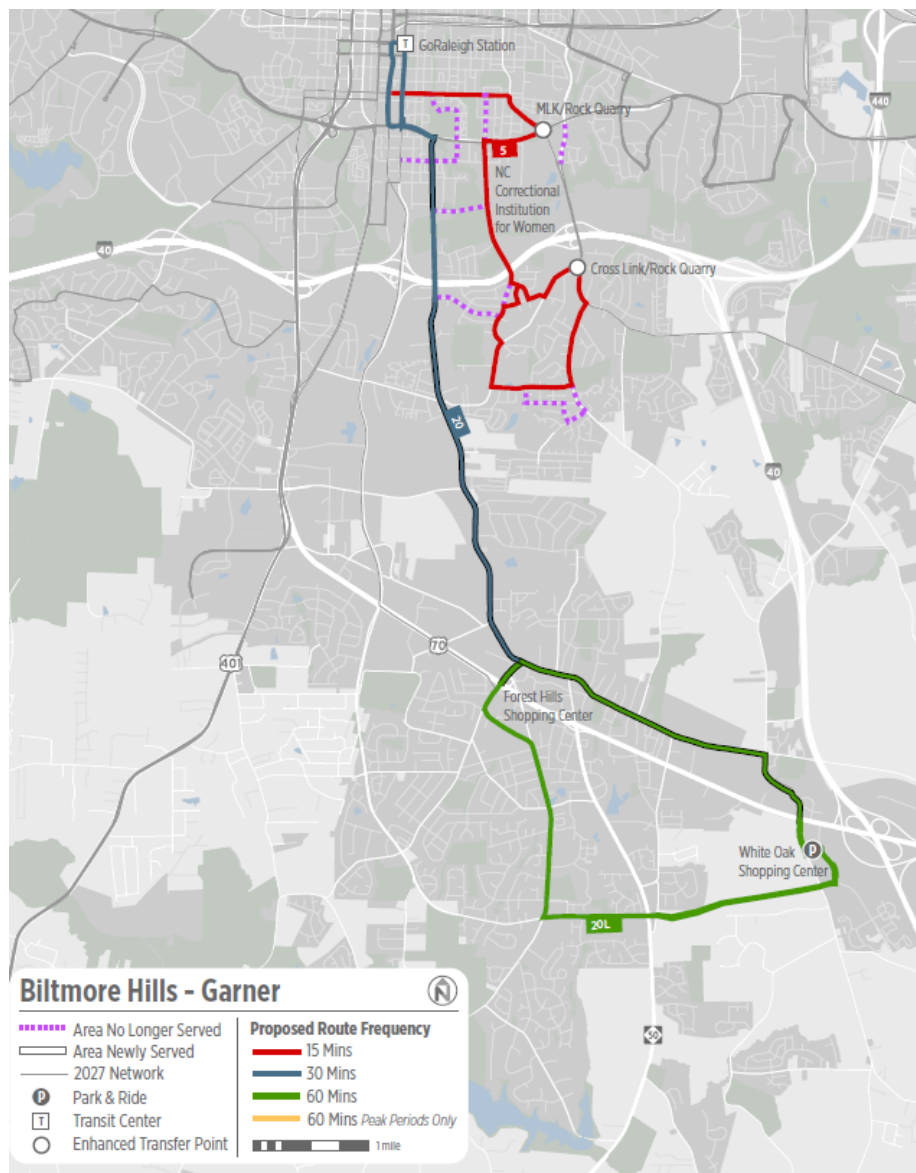 T GoRaleigh Station
MLK/Rock Quarry
440
5
NC
Correctional
Institution
for Women
40
Cross Link/Rock Quarry
20
40
70
401
Forest Hills
Shopping Center
White Oak
Shopping Center
P
20L
50
Biltmore Hills - Garner
N
Area No Longer Served
Area Newly Served
2027 Network
P Park & Ride
T Transit Center
Enhanced Transfer Point
Proposed Route Frequency
15 Mins
30 Mins
60 Mins
60 Mins Peak Periods Only
1 mile